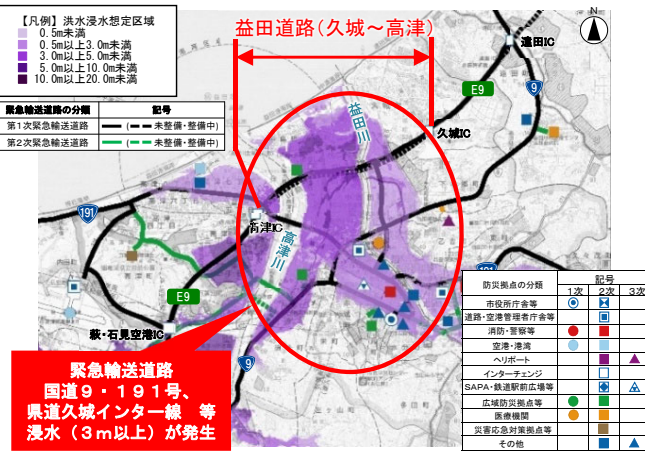 【凡例】洪水浸水想定区域
0.5m未満
0.5m以上3.0m未満
3.0m以上5.0m未満
5.0m以上10.0m未満
10.0m以上20.0m未満
緊急輸送道路の分類 記号
第1次緊急輸送道路 (未整備・整備中)
第2次緊急輸送道路 (未整備・整備中)
益田道路(久城～高津)
N
遠田IC
9
E9
益田川
久城IC
191
高津IC
高津川
E9
萩・石見空港IC
9
191
緊急輸送道路
国道9・191号、
県道久城インター線 等
浸水(3m以上)が発生
防災拠点の分類 記号
1次 2次 3次
市役所庁舎等
道路・空港管理者庁舎等
消防・警察等
空港・港湾
ヘリポート
インターチェンジ
SAPA・鉄道駅前広場等
広域防災拠点等
医療機関
災害応急対策拠点等
その他